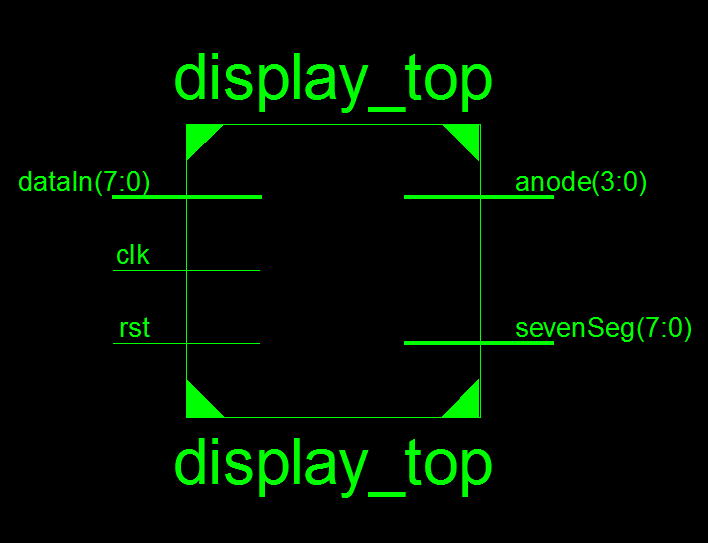 display_top
dataIn(7:0)
anode(3:0)
clk
rst
sevenSeg(7:0)
display_top